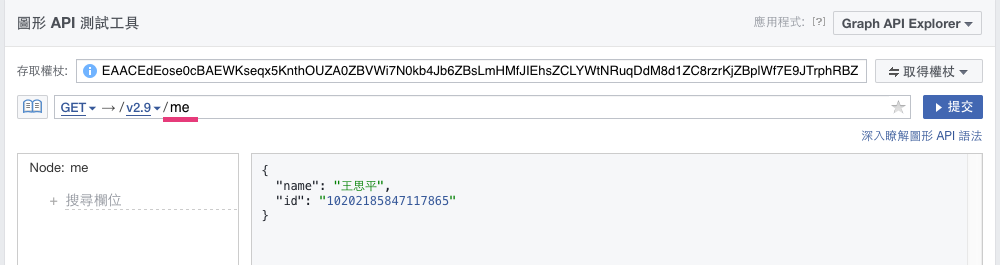 圖形 API 測試工具
應用程式: [?] Graph API Explorer
存取權杖: EAACEdEose0cBAEWKseqx5KnthOUZA0ZBVWi7N0kb4Jb6ZBsLmHMfJIEhsZCLYWtNRuqDdM8d1ZC8rzrKjZBplWf7E9JTrphRBZ 取得權杖
GET → / v2.9 / me 提交
深入瞭解圖形 API 語法
Node: me
+ 搜尋欄位
{
"name": "王思平",
"id": "10202185847117865"
}